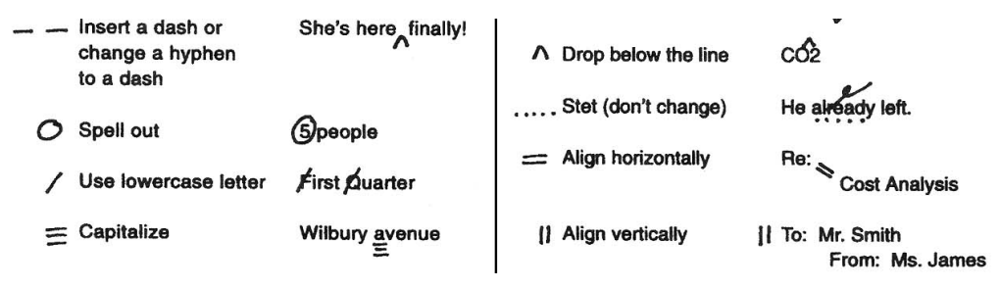 Insert a dash or
change a hyphen
to a dash
She's here finally!
Spell out
5 people
Use lowercase letter
First Quarter
Capitalize
Wilbury avenue
Drop below the line
CO2
Stet (don't change)
He already left.
Align horizontally
Re:
Cost Analysis
Align vertically
To: Mr. Smith
From: Ms. James